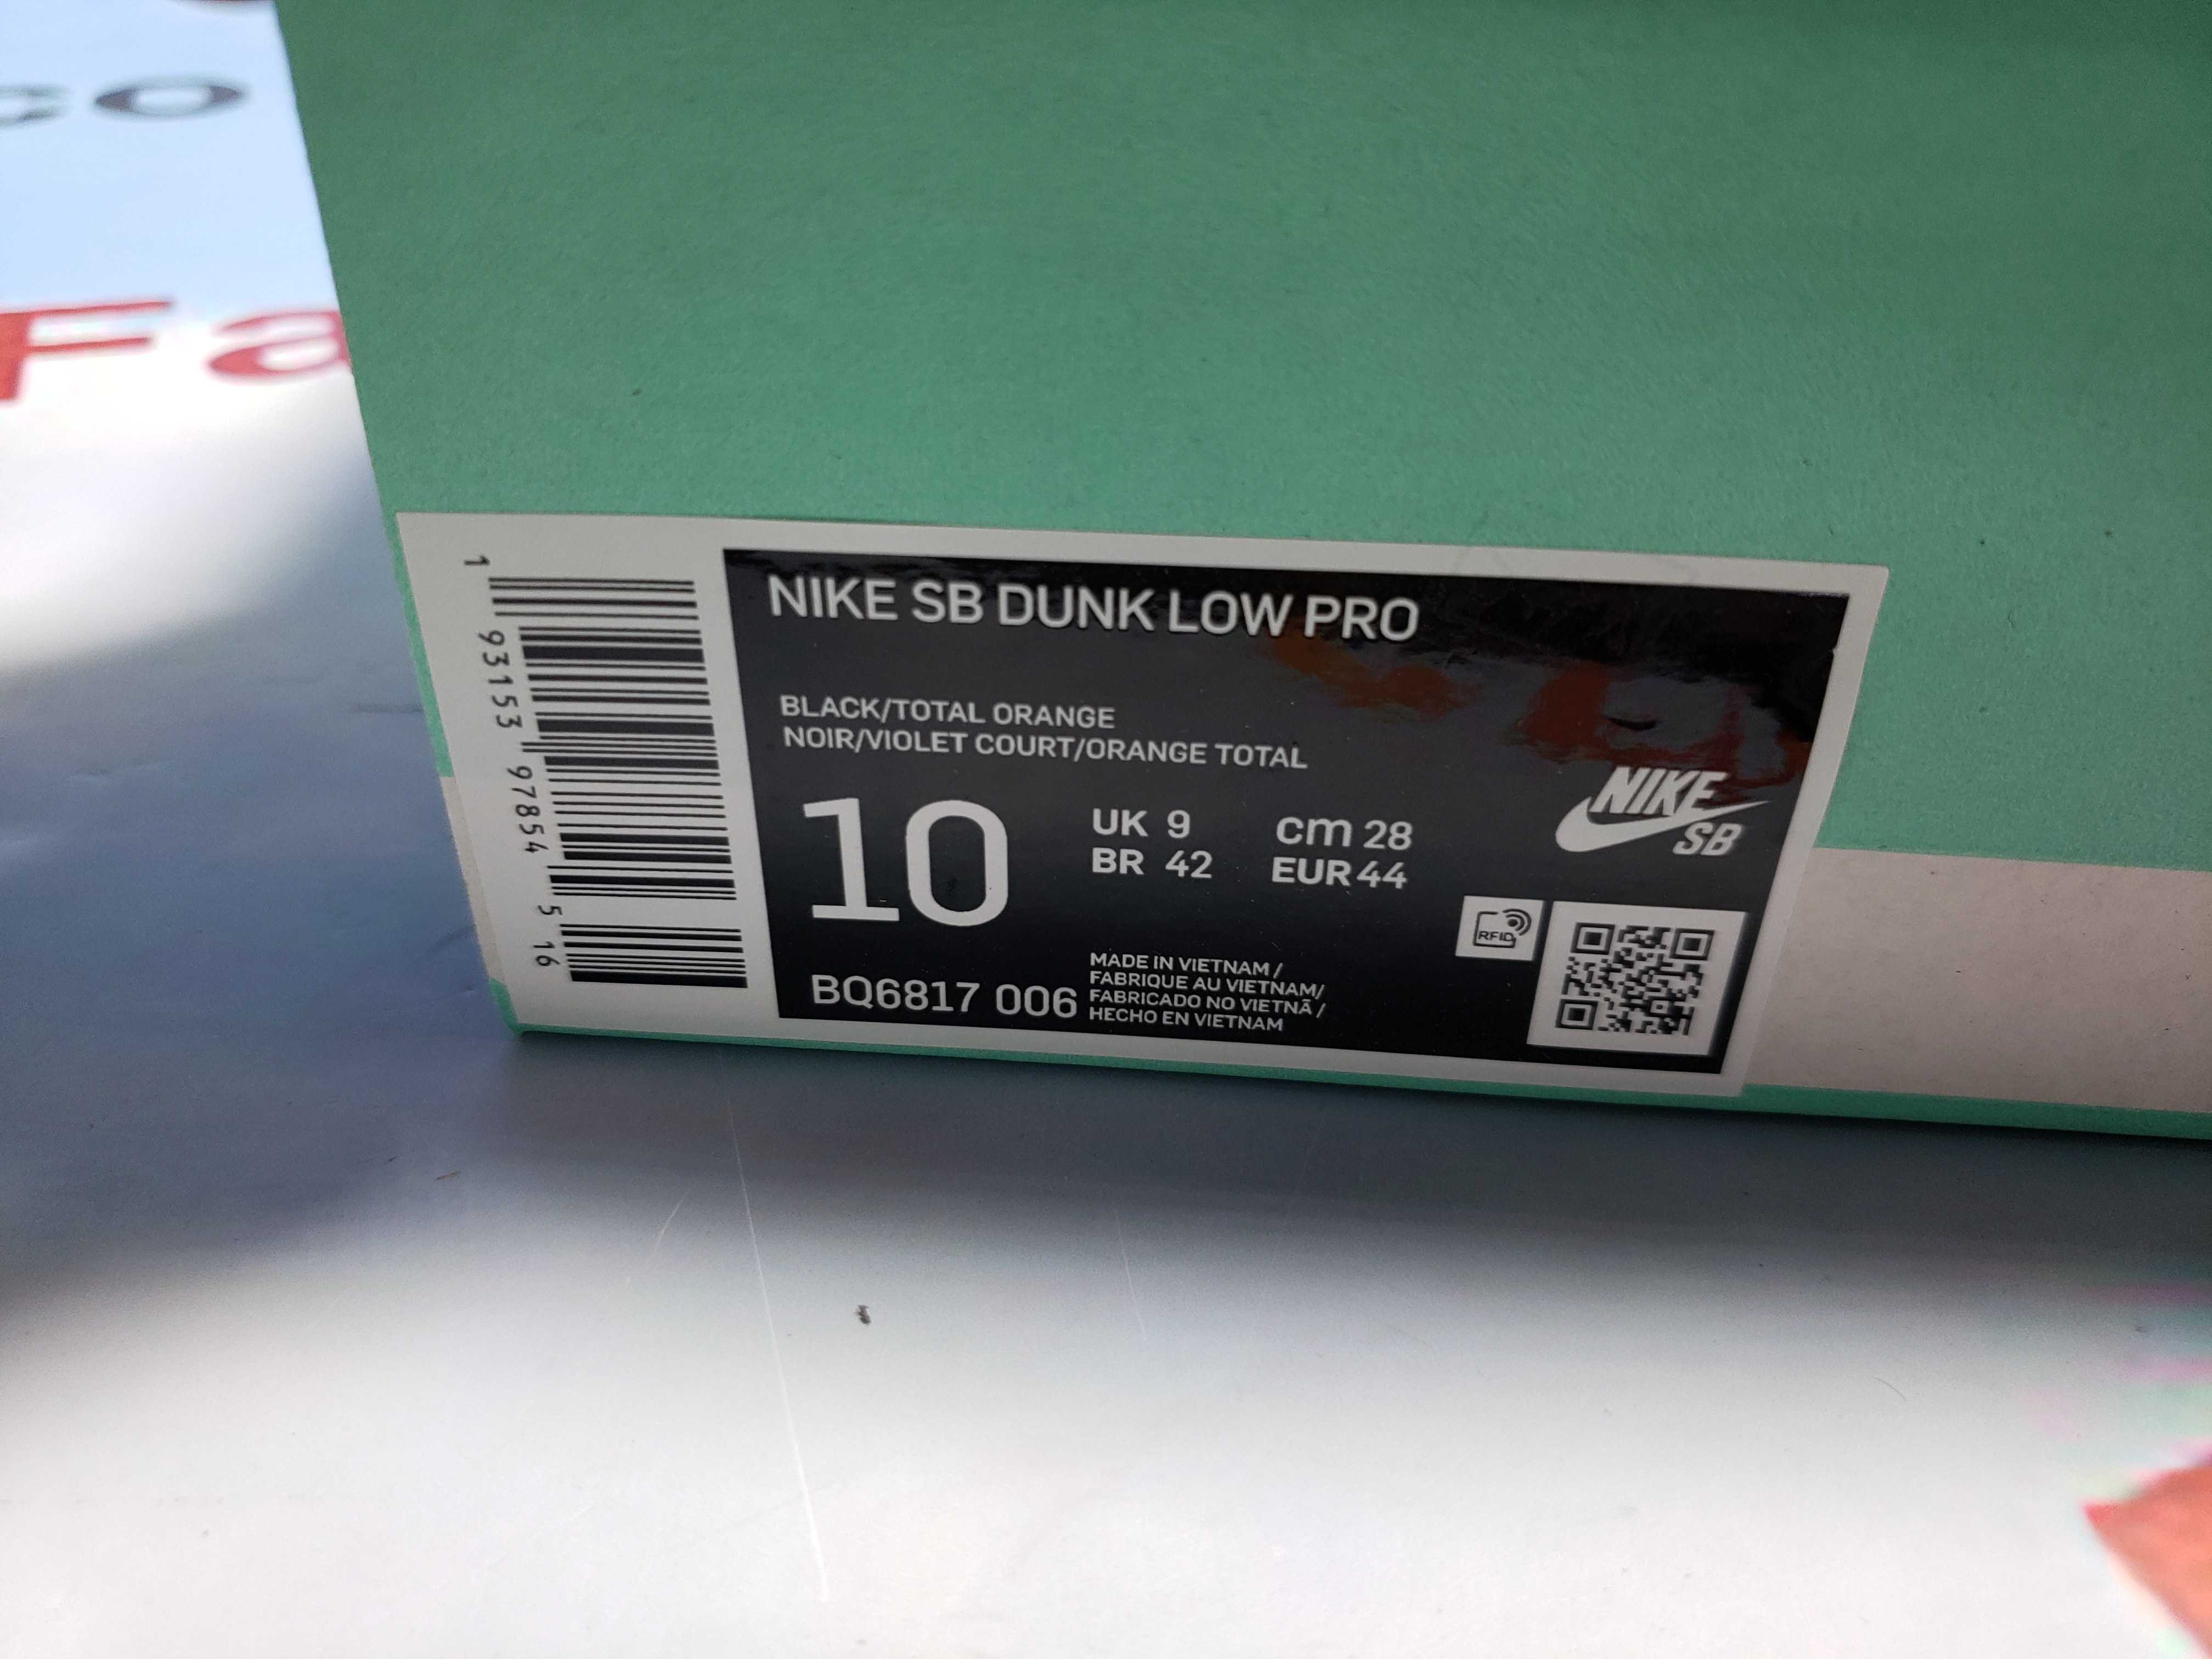 co
Fa
NIKE SB DUNK LOW PRO
BLACK/TOTAL ORANGE
NOIR/VIOLET COURT/ORANGE TOTAL
10
UK 9 cm 28
BR 42 EUR 44
NIKE
SB
RFID
BQ6817 006
MADE IN VIETNAM /
FABRIQUE AU VIETNAM/
FABRICADO NO VIETNÃ /
HECHO EN VIETNAM
1 93153 97854 5 16